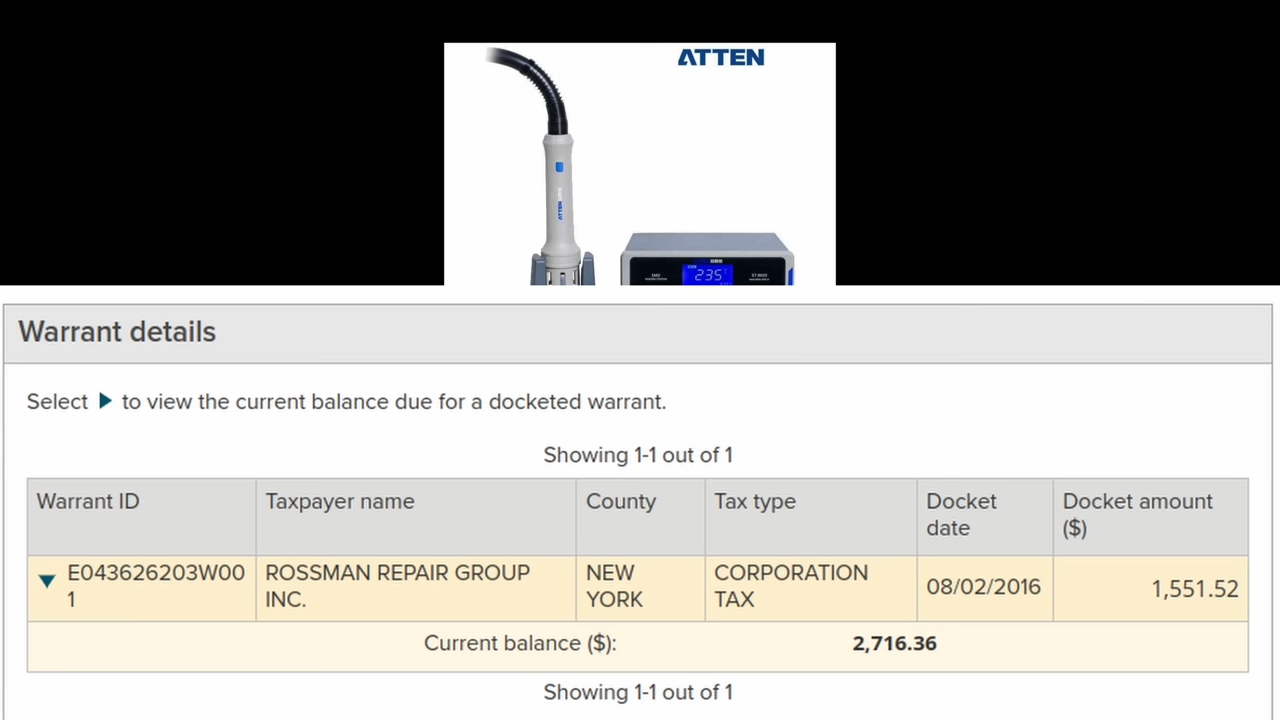 ATTEN
ATTEN
235
Warrant details
Select ▶ to view the current balance due for a docketed warrant.
Showing 1-1 out of 1
Warrant ID Taxpayer name County Tax type Docket date Docket amount ($)
E043626203W001 ROSSMAN REPAIR GROUP INC. NEW YORK CORPORATION TAX 08/02/2016 1,551.52
Current balance ($): 2,716.36
Showing 1-1 out of 1